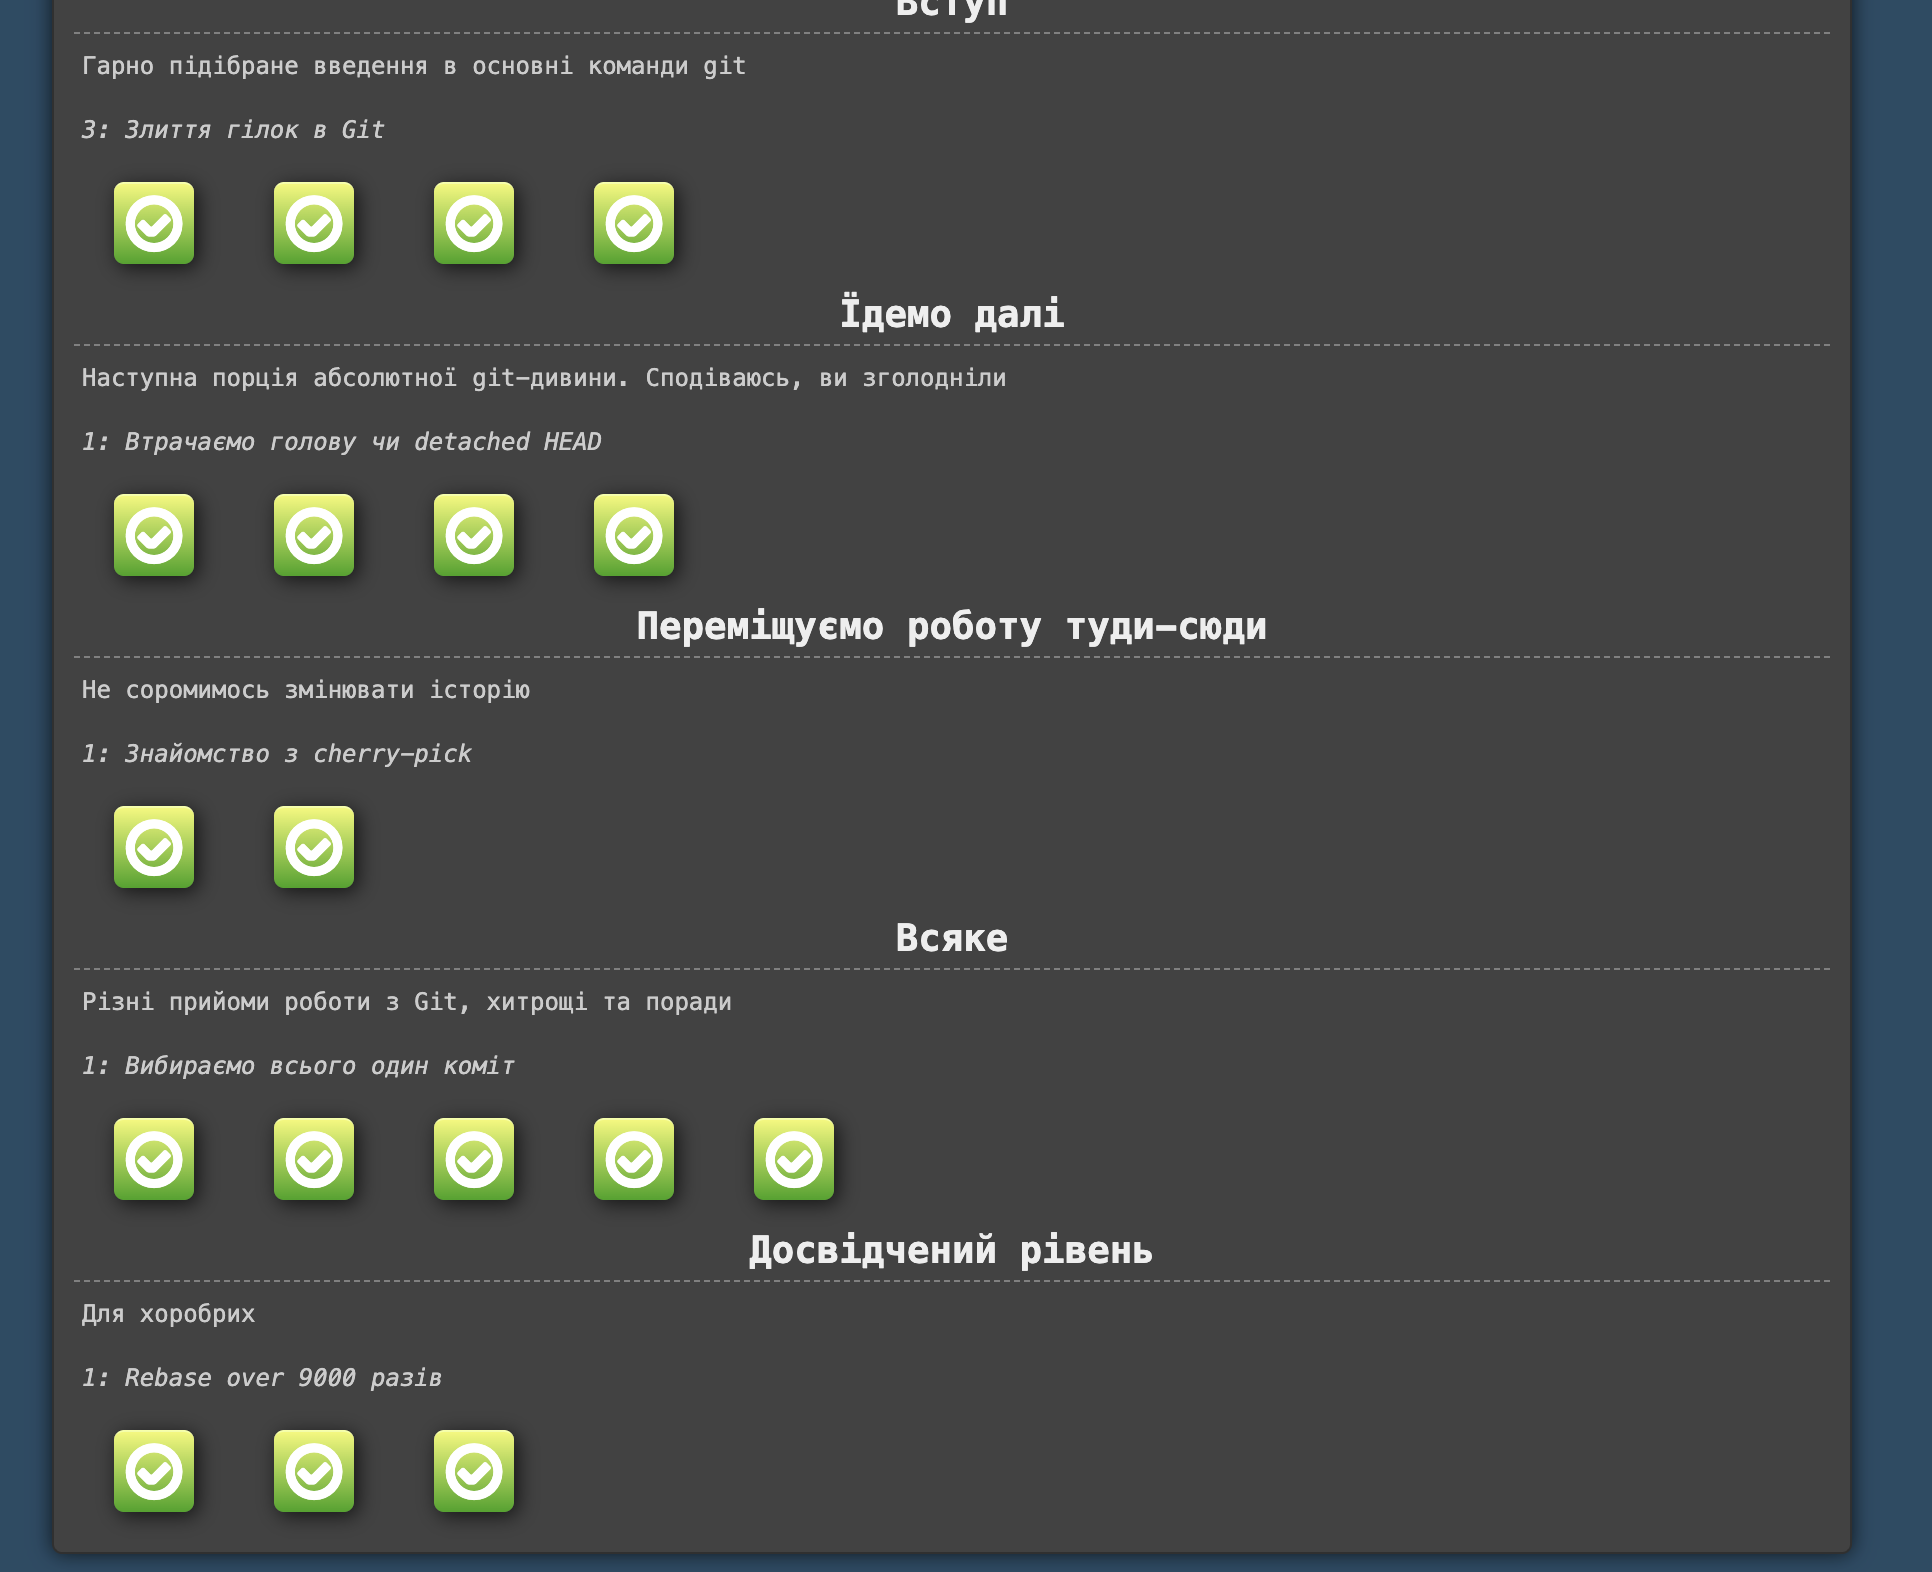 Вступ
Гарно підібране введення в основні команди git
3: Злиття гілок в Git
Їдемо далі
Наступна порція абсолютної git-дивини. Сподіваюсь, ви зголодніли
1: Втрачаємо голову чи detached HEAD
Переміщуємо роботу туди-сюди
Не соромимось змінювати історію
1: Знайомство з cherry-pick
Всяке
Різні прийоми роботи з Git, хитрощі та поради
1: Вибираємо всього один коміт
Досвідчений рівень
Для хоробрих
1: Rebase over 9000 разів